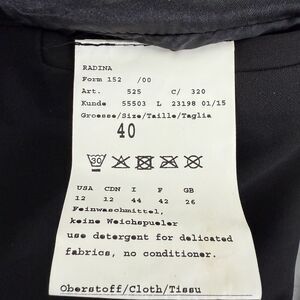 RADINA
Form 152 /00
Art. 525 C/ 320
Kunde 55503 L 23198 01/15
Groesse/Size/Taille/Taglia
40
30
USA CDN I F GB
12 12 44 42 26
Feinwaschmittel,
keine Weichspueler
use detergent for delicated
fabrics, no conditioner.
Oberstoff/Cloth/Tissu